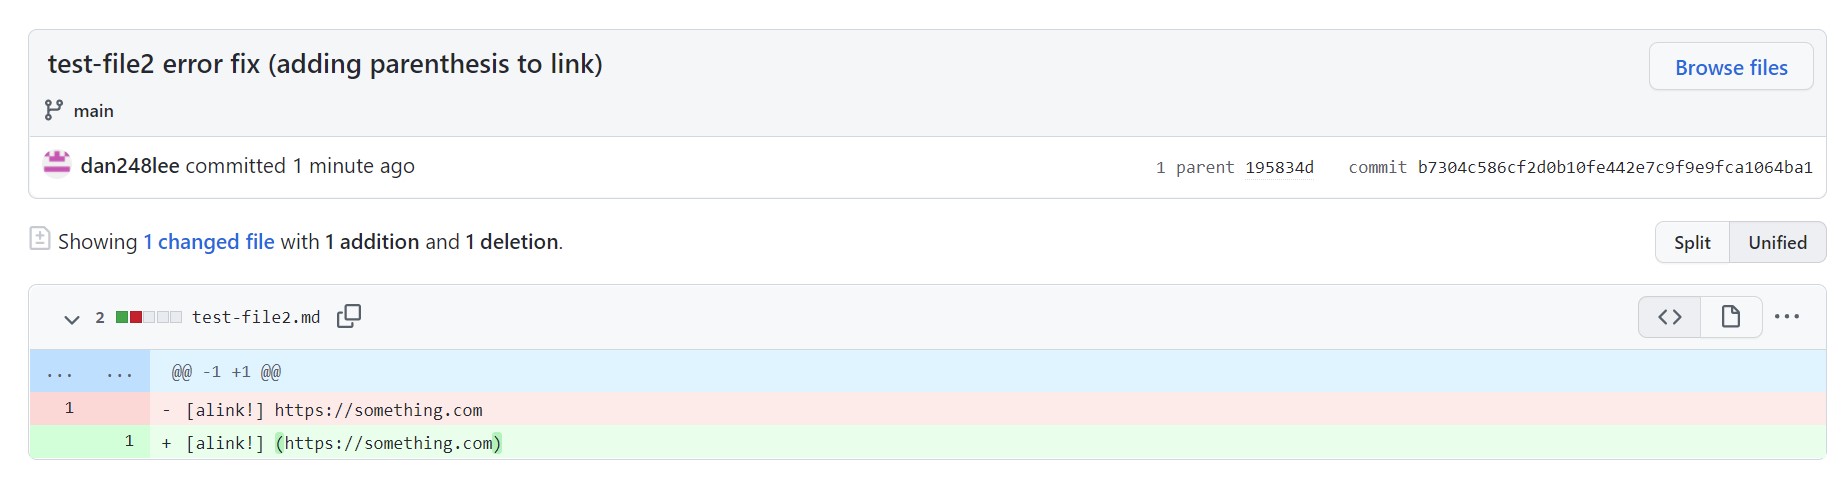 test-file2 error fix (adding parenthesis to link)
Browse files
main
dan248lee committed 1 minute ago
1 parent 195834d commit b7304c586cf2d0b10fe442e7c9f9e9fca1064ba1
Showing 1 changed file with 1 addition and 1 deletion.
Split Unified
2 test-file2.md
... ... @@ -1 +1 @@
1 - [alink!] https://something.com
1 + [alink!] (https://something.com)